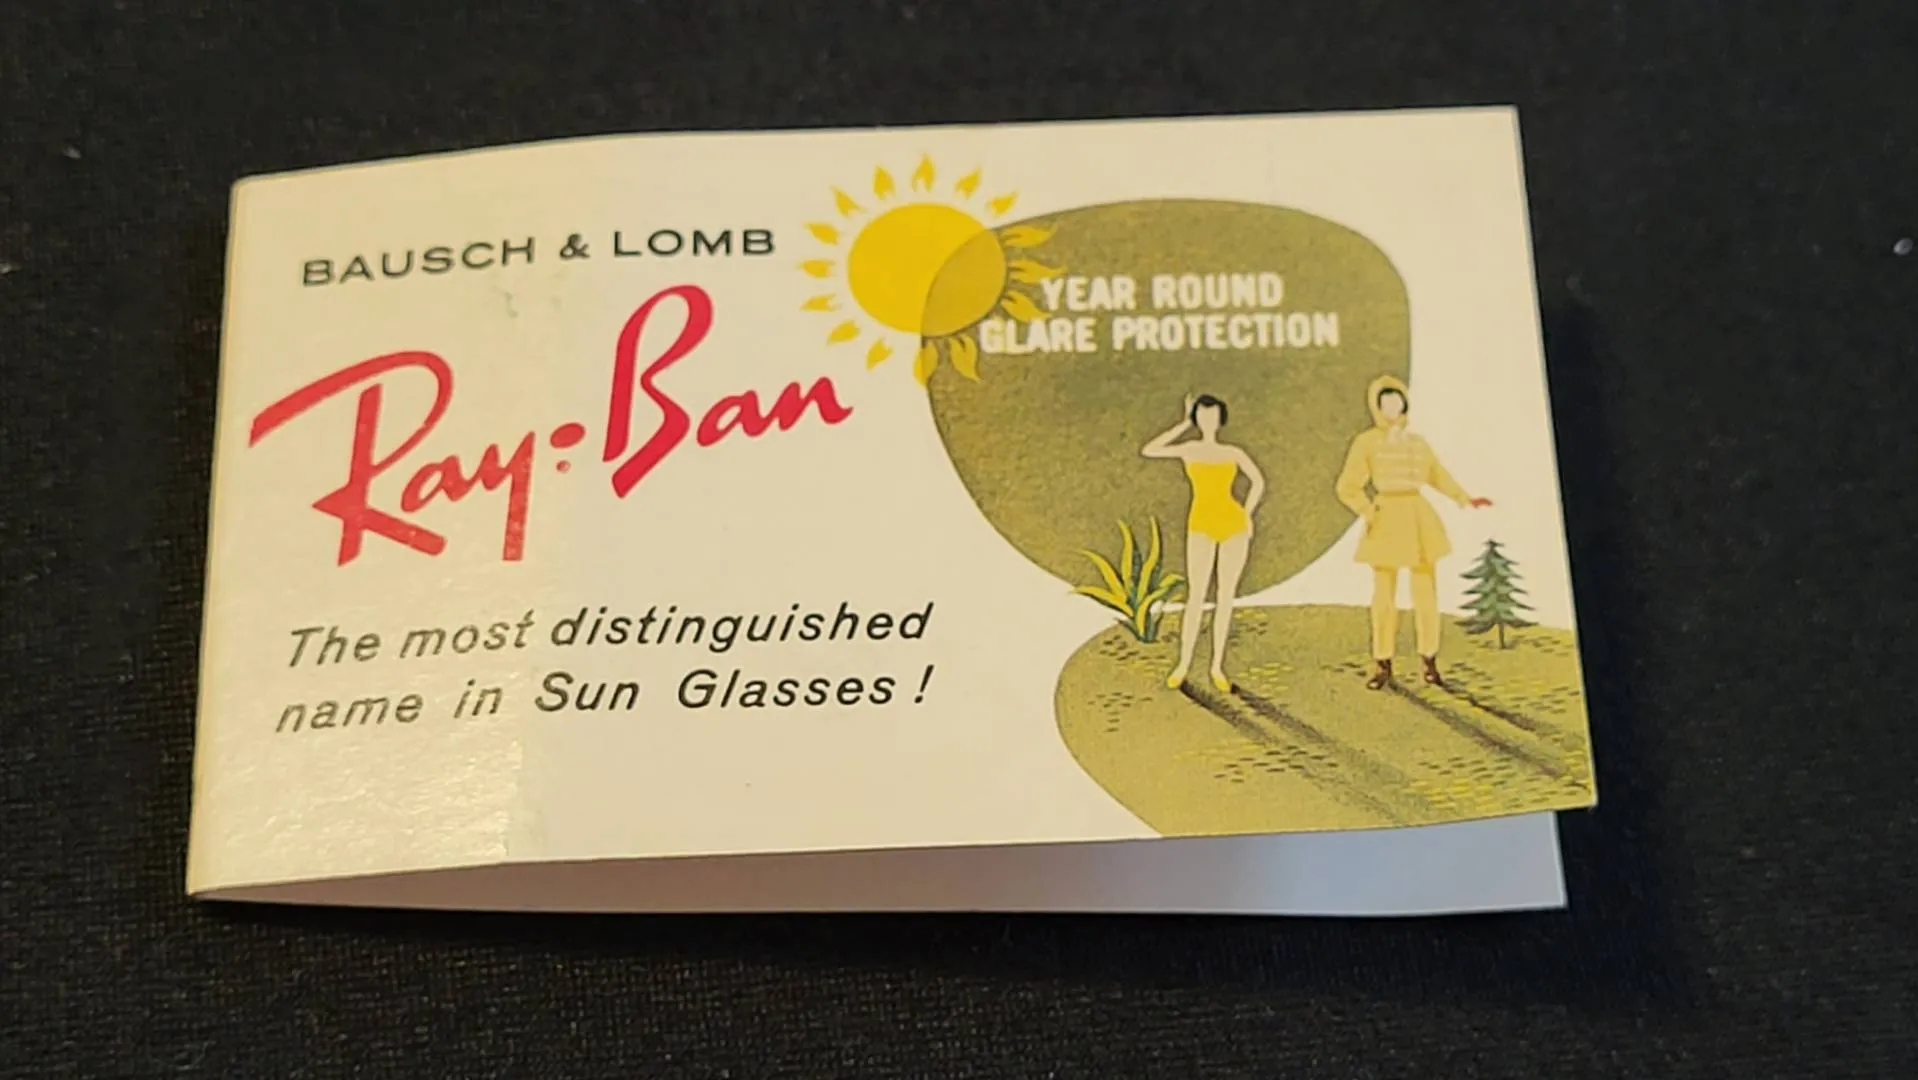 BAUSCH & LOMB
Ray:Ban
The most distinguished
name in Sun Glasses!
YEAR ROUND
GLARE PROTECTION